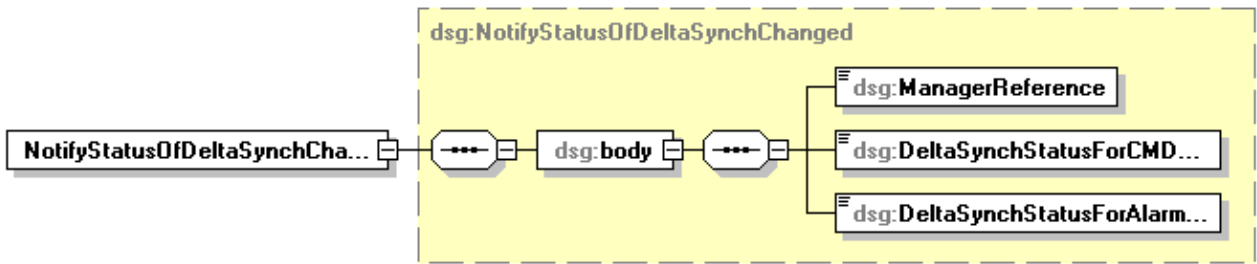 dsg:NotifyStatusOfDeltaSynchChanged
dsg:ManagerReference
NotifyStatusOfDeltaSynchCha...
dsg:body
dsg:DeltaSynchStatusForCMD...
dsg:DeltaSynchStatusForAlarm...